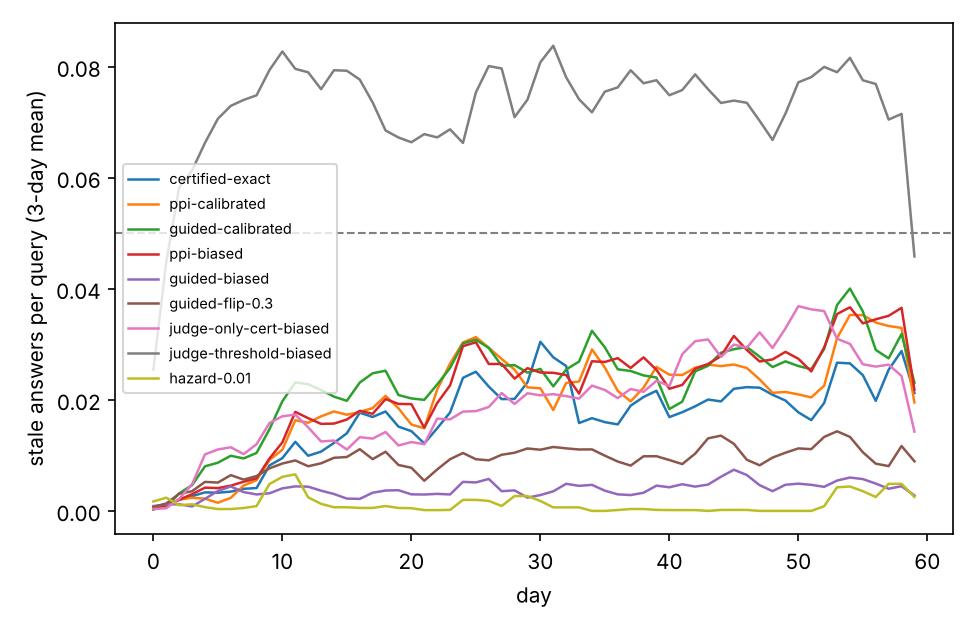 stale answers per query (3-day mean)
0.08
0.06
0.04
0.02
0.00
certified-exact
ppi-calibrated
guided-calibrated
ppi-biased
guided-biased
guided-flip-0.3
judge-only-cert-biased
judge-threshold-biased
hazard-0.01
0 10 20 30 40 50 60
day